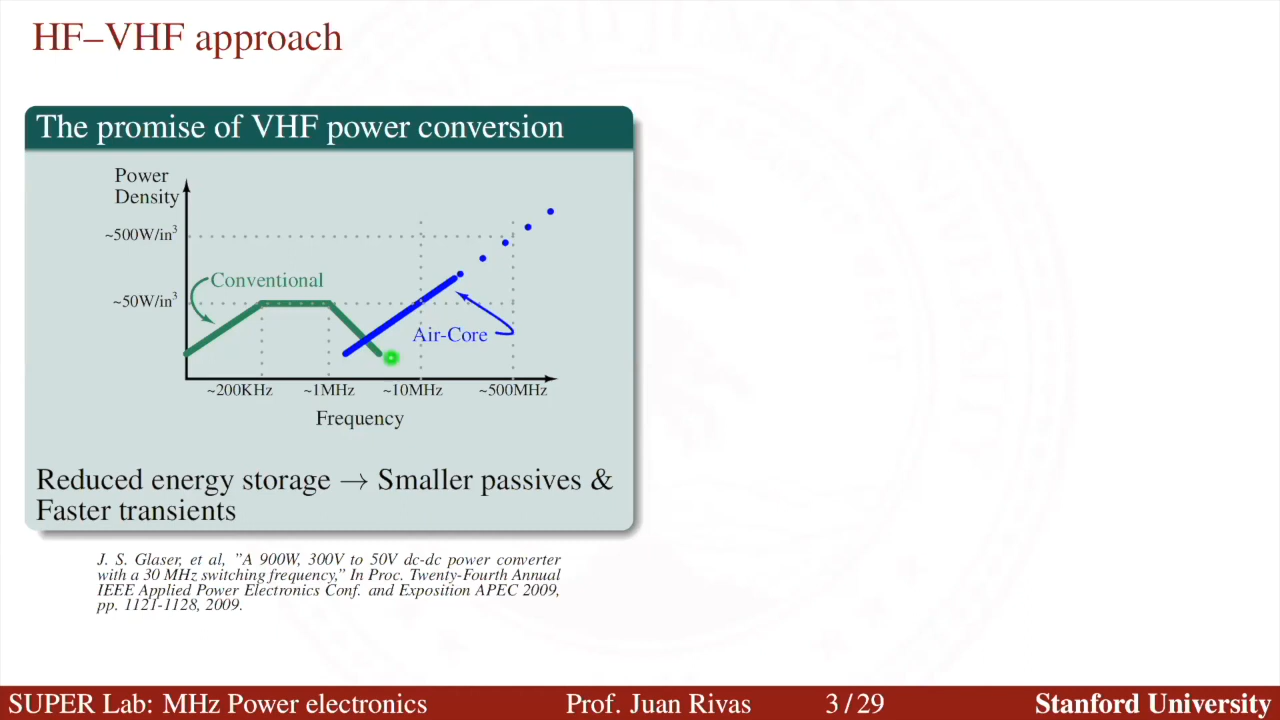 HF–VHF approach
The promise of VHF power conversion
Power
Density
~500W/in³
Conventional
~50W/in³
Air-Core
~200KHz ~1MHz ~10MHz ~500MHz
Frequency
Reduced energy storage → Smaller passives &
Faster transients
J. S. Glaser, et al, ”A 900W, 300V to 50V dc-dc power converter
with a 30 MHz switching frequency,” In Proc. Twenty-Fourth Annual
IEEE Applied Power Electronics Conf. and Exposition APEC 2009,
pp. 1121-1128, 2009.
SUPER Lab: MHz Power electronics Prof. Juan Rivas 3 / 29 Stanford University